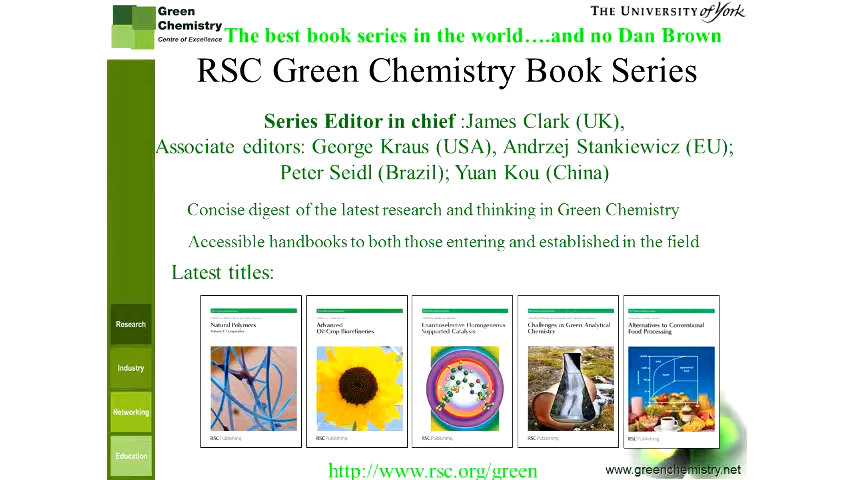 Green
Chemistry
Centre of Excellence
THE UNIVERSITY of York
The best book series in the world….and no Dan Brown
RSC Green Chemistry Book Series
Series Editor in chief :James Clark (UK),
Associate editors: George Kraus (USA), Andrzej Stankiewicz (EU);
Peter Seidl (Brazil); Yuan Kou (China)
Concise digest of the latest research and thinking in Green Chemistry
Accessible handbooks to both those entering and established in the field
Latest titles:
Research
Industry
Networking
Education
Natural Polymers
RSC Publishing
Advanced
Oil Crop Biorefineries
RSC Publishing
Enantioselective Homogeneous
Supported Catalysis
RSC Publishing
Challenges in Green Analytical
Chemistry
RSC Publishing
Alternatives to Conventional
Food Processing
RSC Publishing
http://www.rsc.org/green
www.greenchemistry.net